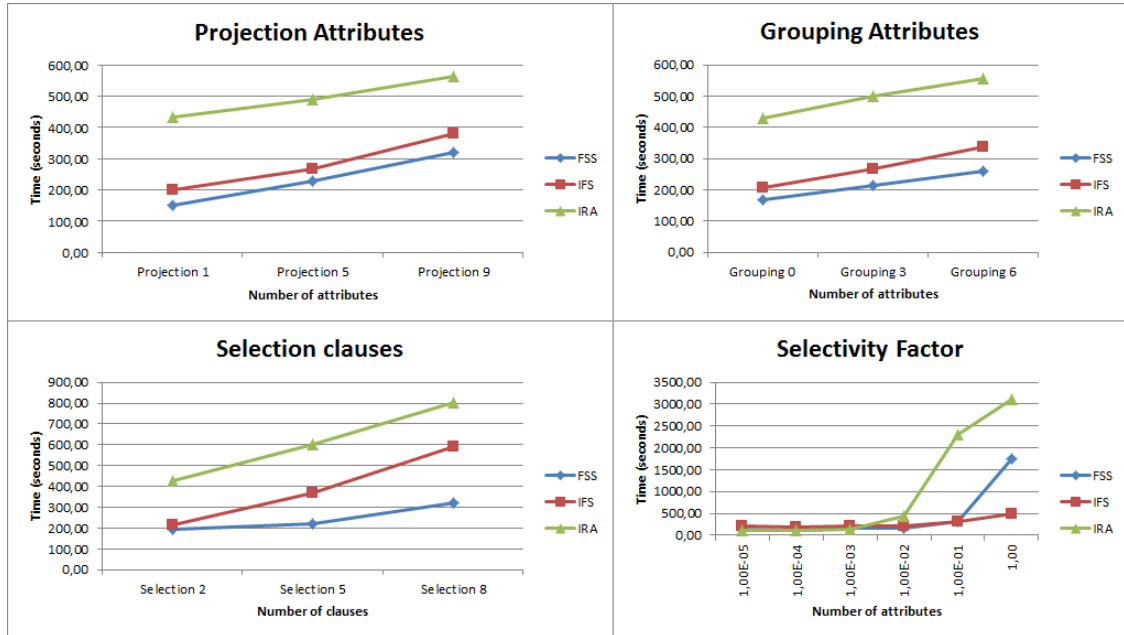 Projection Attributes
600,00
500,00
400,00
300,00
200,00
100,00
0,00
Time (seconds)
Projection 1
Projection 5
Projection 9
Number of attributes
FSS
IFS
IRA
Grouping Attributes
600,00
500,00
400,00
300,00
200,00
100,00
0,00
Time (seconds)
Grouping 0
Grouping 3
Grouping 6
Number of attributes
FSS
IFS
IRA
Selection clauses
900,00
800,00
700,00
600,00
500,00
400,00
300,00
200,00
100,00
0,00
Time (seconds)
Selection 2
Selection 5
Selection 8
Number of clauses
FSS
IFS
IRA
Selectivity Factor
3500,00
3000,00
2500,00
2000,00
1500,00
1000,00
500,00
0,00
Time (seconds)
1,00E-05
1,00E-04
1,00E-03
1,00E-02
1,00E-01
1,00
Number of attributes
FSS
IFS
IRA